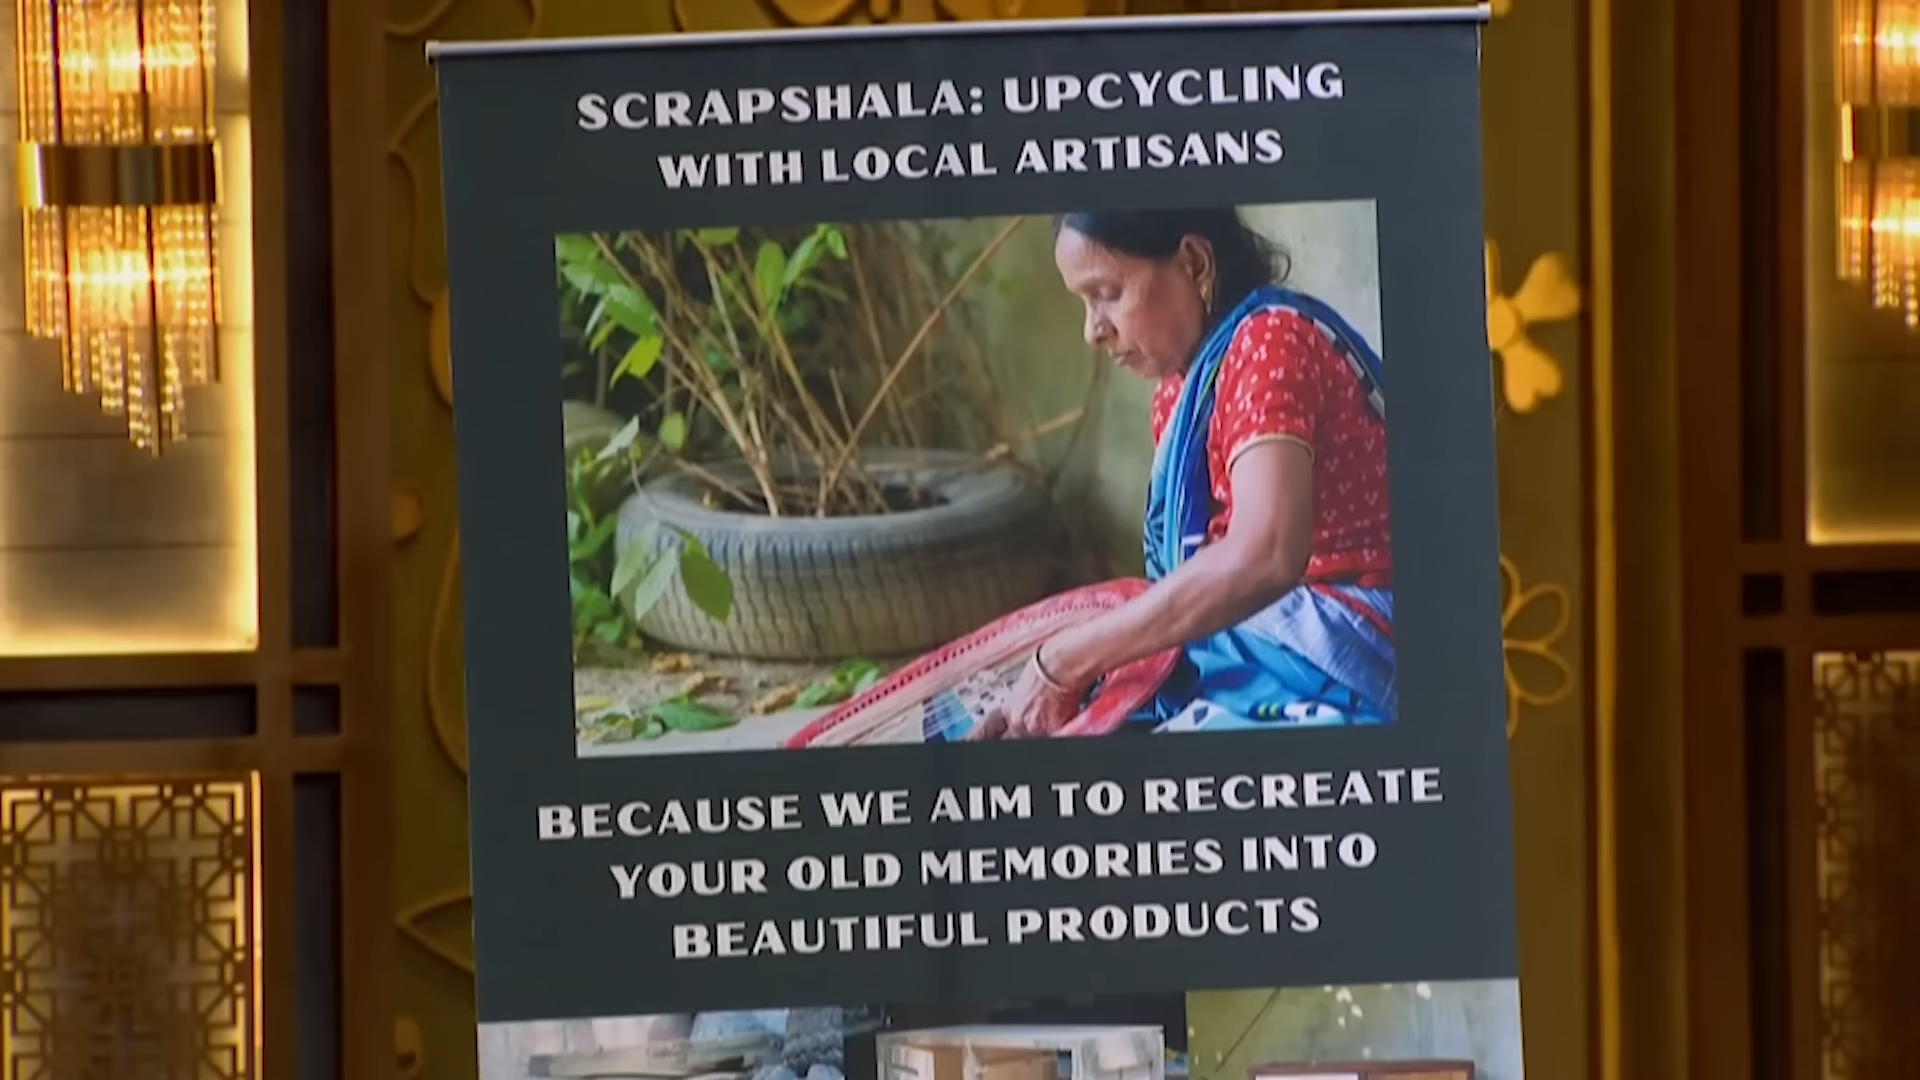 SCRAPSHALA: UPCYCLING
WITH LOCAL ARTISANS
BECAUSE WE AIM TO RECREATE
YOUR OLD MEMORIES INTO
BEAUTIFUL PRODUCTS